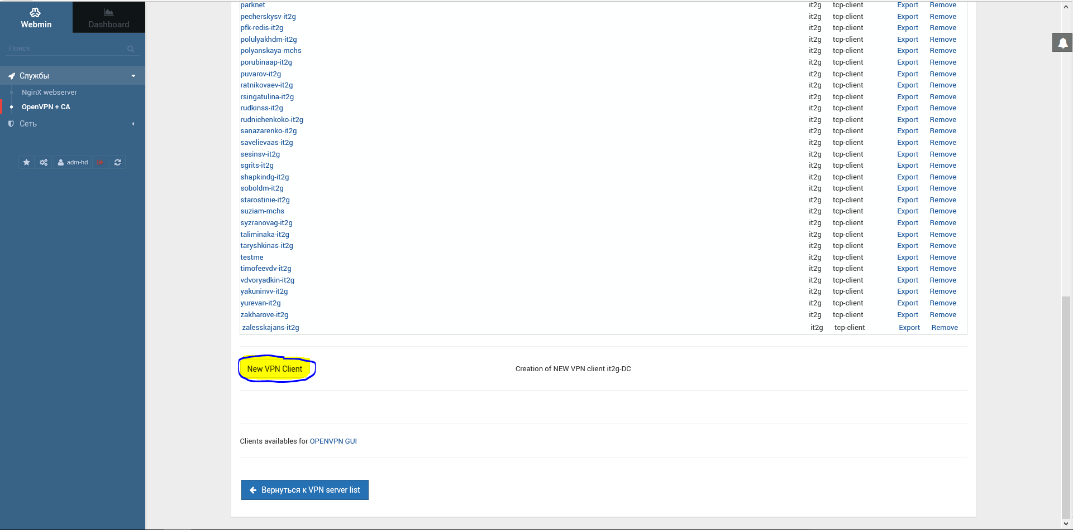 Webmin
Dashboard
Поиск
Службы
NginX webserver
OpenVPN + CA
Сеть
adm-hd
parknet it2g tcp-client Export Remove
pecherskysv-it2g it2g tcp-client Export Remove
pfk-redis-it2g it2g tcp-client Export Remove
polulyakhdm-it2g it2g tcp-client Export Remove
polyanskaya-mchs it2g tcp-client Export Remove
porubinaap-it2g it2g tcp-client Export Remove
puvarov-it2g it2g tcp-client Export Remove
ratnikovaev-it2g it2g tcp-client Export Remove
rsingatulina-it2g it2g tcp-client Export Remove
rudkinss-it2g it2g tcp-client Export Remove
rudnichenkoko-it2g it2g tcp-client Export Remove
sanazarenko-it2g it2g tcp-client Export Remove
savelievaas-it2g it2g tcp-client Export Remove
sesinsv-it2g it2g tcp-client Export Remove
sgrits-it2g it2g tcp-client Export Remove
shapkindg-it2g it2g tcp-client Export Remove
soboldm-it2g it2g tcp-client Export Remove
starostinie-it2g it2g tcp-client Export Remove
suziam-mchs it2g tcp-client Export Remove
syzranovag-it2g it2g tcp-client Export Remove
taliminaka-it2g it2g tcp-client Export Remove
taryshkinas-it2g it2g tcp-client Export Remove
testme it2g tcp-client Export Remove
timofeevdv-it2g it2g tcp-client Export Remove
vdvoryadkin-it2g it2g tcp-client Export Remove
yakuninvv-it2g it2g tcp-client Export Remove
yurevan-it2g it2g tcp-client Export Remove
zakharove-it2g it2g tcp-client Export Remove
zalesskajans-it2g it2g tcp-client Export Remove
New VPN Client Creation of NEW VPN client it2g-DC
Clients availables for OPENVPN GUI
Вернуться к VPN server list